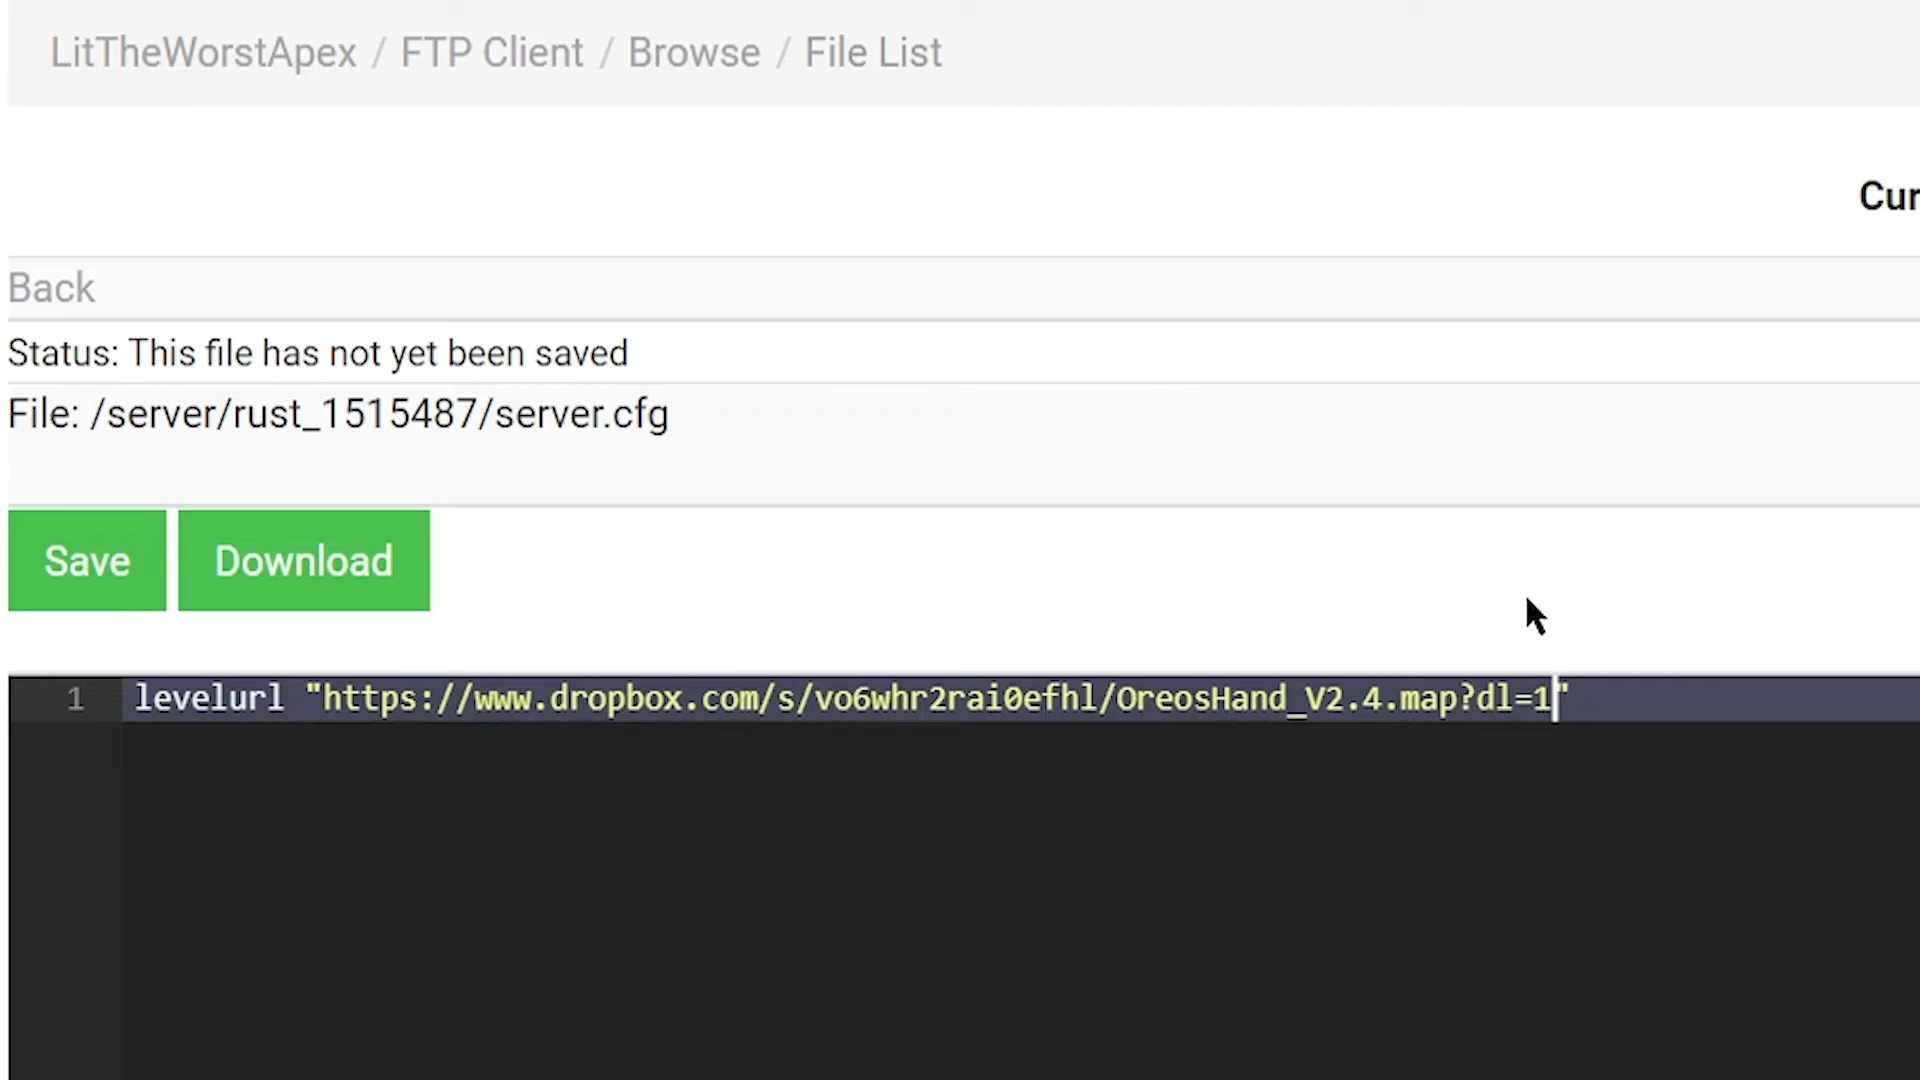 LitTheWorstApex / FTP Client / Browse / File List
Cur
Back
Status: This file has not yet been saved
File: /server/rust_1515487/server.cfg
Save Download
1 levelurl "https://www.dropbox.com/s/vo6whr2rai0efhl/OreosHand_V2.4.map?dl=1"